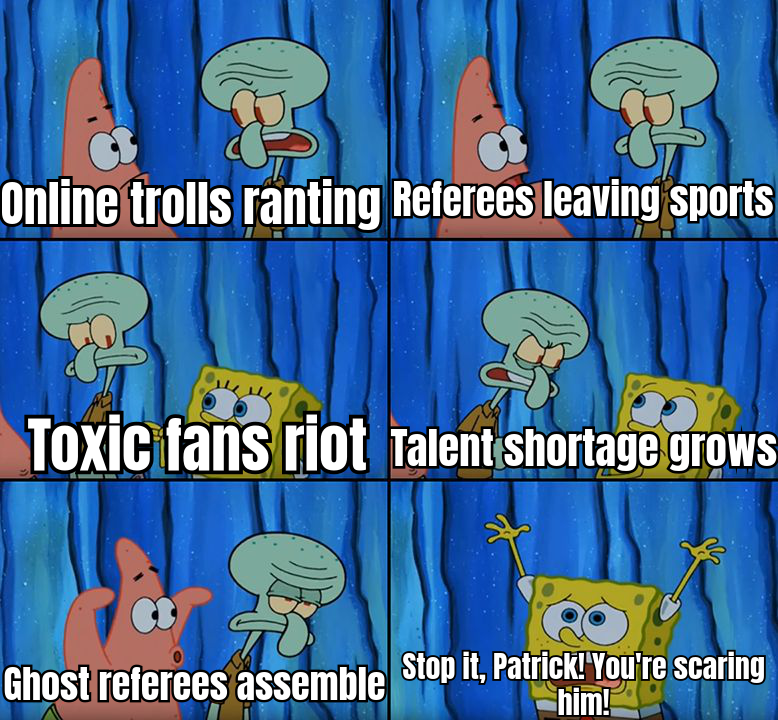 Online trolls ranting
Referees leaving sports
Toxic fans riot
Talent shortage grows
Ghost referees assemble
Stop it, Patrick! You're scaring
him!